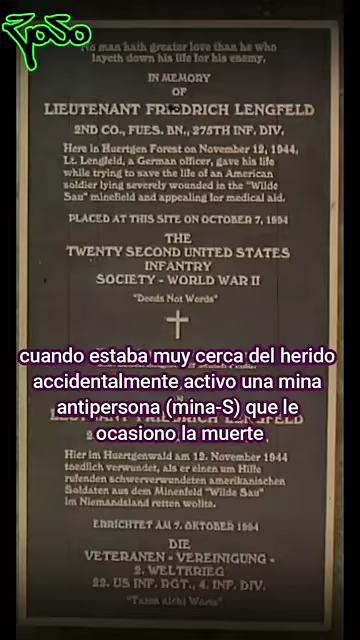 No man hath greater love than he who
layeth down his life for his enemy.
IN MEMORY
OF
LIEUTENANT FRIEDRICH LENGFELD
2ND CO., FUES. BN., 275TH INF. DIV.
Here in Huertgen Forest on November 12, 1944,
Lt. Lengfeld, a German officer, gave his life
while trying to save the life of an American
soldier lying severely wounded in the "Wilde
Sau" minefield and appealing for medical aid.
PLACED AT THIS SITE ON OCTOBER 7, 1994
THE
TWENTY SECOND UNITED STATES
INFANTRY
SOCIETY - WORLD WAR II
"Deeds Not Words"
cuando estaba muy cerca del herido
accidentalmente activo una mina
antipersona (mina-S) que le
ocasiono la muerte
LENGFELD
Hier im Huertgenwald am 12. November 1944
toedlich verwundet, als er einem um Hilfe
rufenden schwerverwundeten amerikanischen
Soldaten aus dem Minenfeld "Wilde Sau"
im Niemandsland retten wollte.
ERRICHTET AM 7. OKTOBER 1994
DIE
VETERANEN - VEREINIGUNG -
2. WELTKRIEG
22. US INF. RGT., 4. INF. DIV.
"Taten nicht Worte"